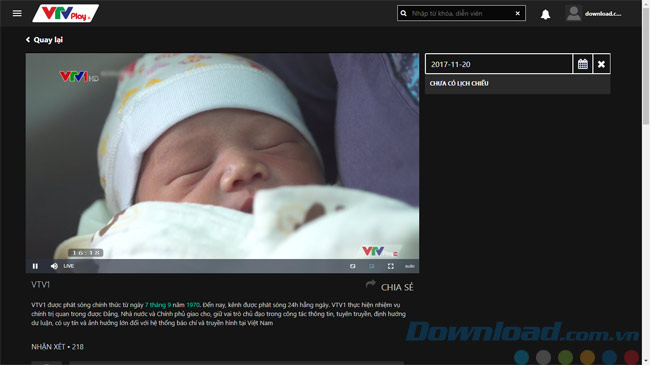 VTV Play
Nhập từ khóa, diễn viên
download.c...
Quay lại
VTV1 HD
2017-11-20
CHƯA CÓ LỊCH CHIẾU
16:18
VTV
LIVE
auto
VTV1
CHIA SẺ
VTV1 được phát sóng chính thức từ ngày 7 tháng 9 năm 1970. Đến nay, kênh được phát sóng 24h hằng ngày. VTV1 thực hiện nhiệm vụ
chính trị quan trọng được Đảng, Nhà nước và Chính phủ giao cho, giữ vai trò chủ đạo trong công tác thông tin, tuyên truyền, định hướng
dư luận, có uy tín và ảnh hưởng lớn đối với hệ thống báo chí và truyền hình tại Việt Nam
Download.com.vn
NHẬN XÉT • 218